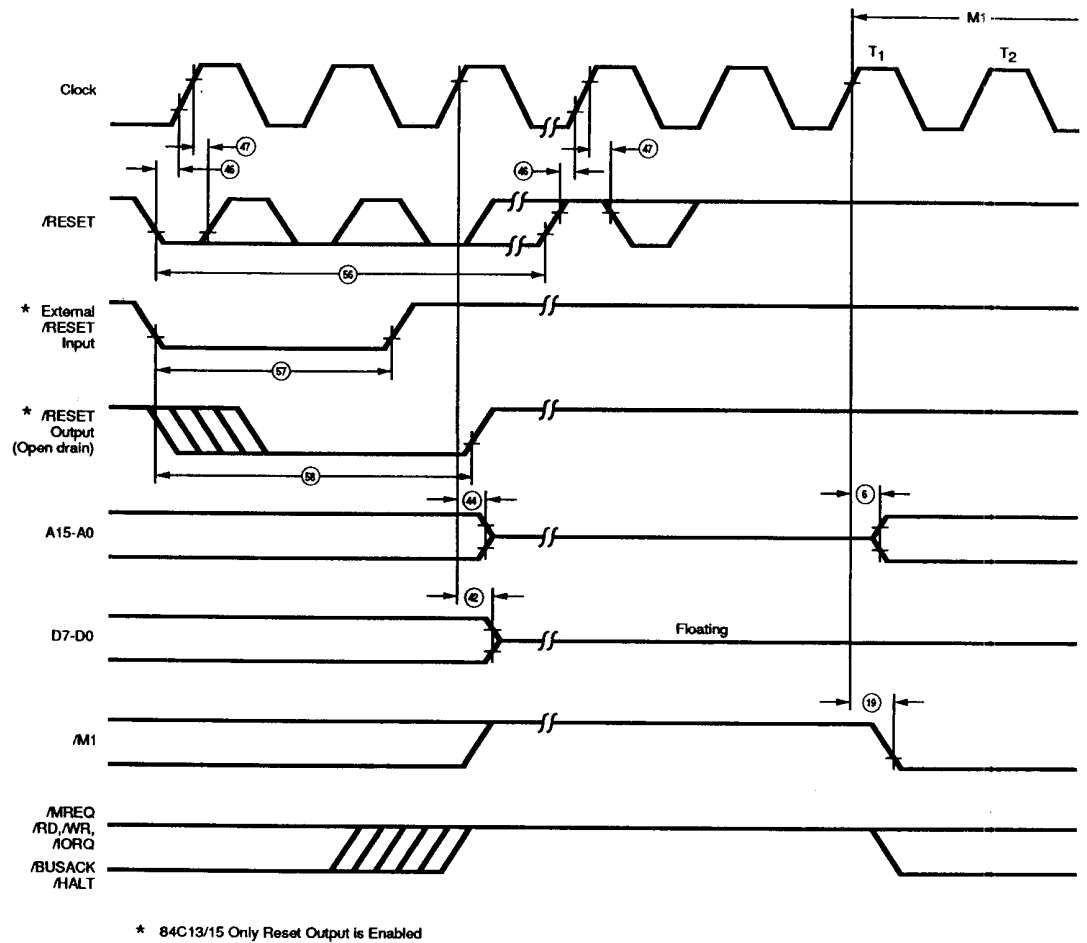 M1
T1
T2
Clock
47
46
47
46
/RESET
56
* External
/RESET
Input
57
* /RESET
Output
(Open drain)
58
44
6
A15-A0
42
D7-D0
Floating
19
/M1
/MREQ
/RD,/WR,
/IORQ
/BUSACK
/HALT
* 84C13/15 Only Reset Output is Enabled